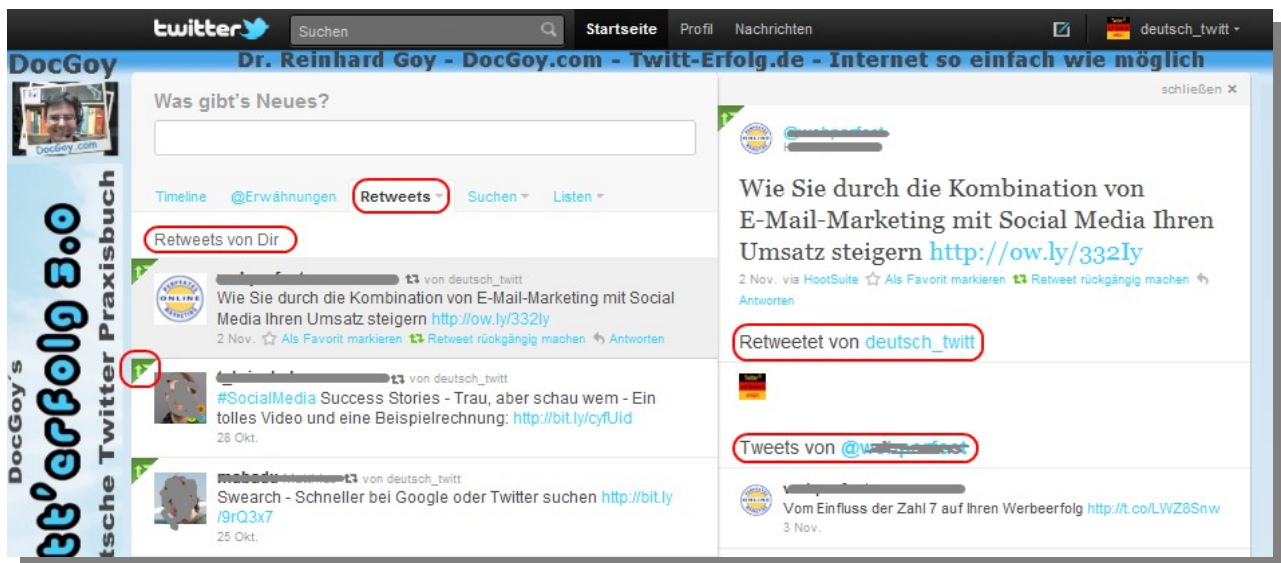 twitter
Suchen
Startseite
Profil
Nachrichten
deutsch_twitt
DocGoy
Dr. Reinhard Goy - DocGoy.com - Twitt-Erfolg.de - Internet so einfach wie möglich
DocGoy.com
DocGoy's
Twitter Praxisbuch
Was gibt's Neues?
Timeline
@Erwähnungen
Retweets
Suchen
Listen
Retweets von Dir
PERFEKTES ONLINE MARKETING
von deutsch_twitt
Wie Sie durch die Kombination von E-Mail-Marketing mit Social
Media Ihren Umsatz steigern http://ow.ly/332Iy
2 Nov. Als Favorit markieren Retweet rückgängig machen Antworten
von deutsch_twitt
#SocialMedia Success Stories - Trau, aber schau wem - Ein
tolles Video und eine Beispielrechnung: http://bit.ly/cyfUid
28 Okt.
von deutsch_twitt
Swearch - Schneller bei Google oder Twitter suchen http://bit.ly
/9rQ3x7
25 Okt.
schließen ×
Wie Sie durch die Kombination von
E-Mail-Marketing mit Social Media Ihren
Umsatz steigern http://ow.ly/332Iy
2 Nov. via HootSuite Als Favorit markieren Retweet rückgängig machen
Antworten
Retweetet von deutsch_twitt
Tweets von
Vom Einfluss der Zahl 7 auf Ihren Werbeerfolg http://t.co/LWZ8Snw
3 Nov.